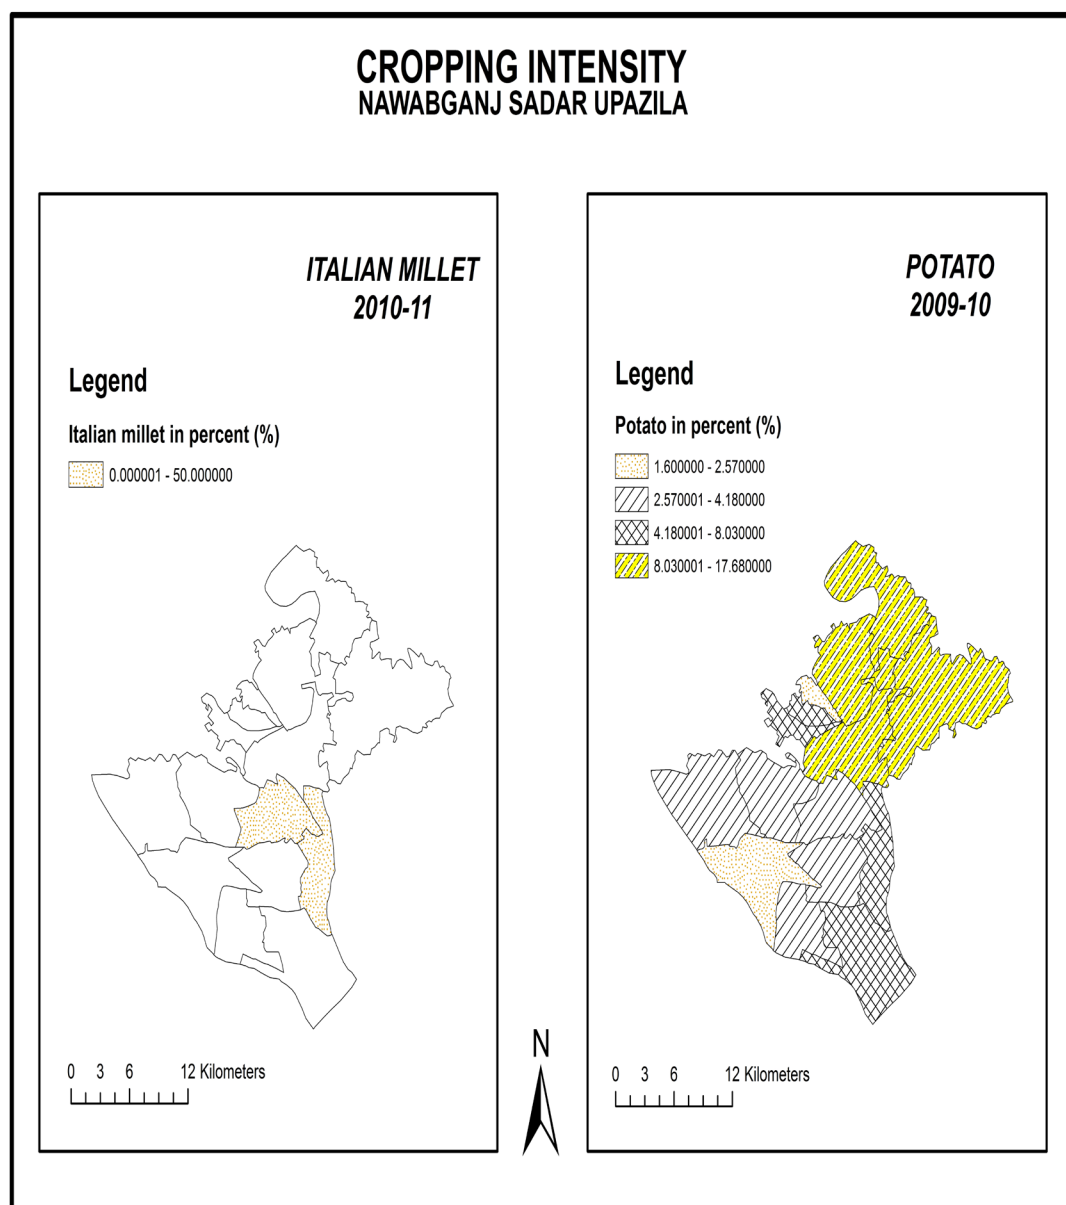 CROPPING INTENSITY
NAWABGANJ SADAR UPAZILA
ITALIAN MILLET
2010-11
Legend
Italian millet in percent (%)
0.000001 - 50.000000
0 3 6 12 Kilometers
N
POTATO
2009-10
Legend
Potato in percent (%)
1.600000 - 2.570000
2.570001 - 4.180000
4.180001 - 8.030000
8.030001 - 17.680000
0 3 6 12 Kilometers